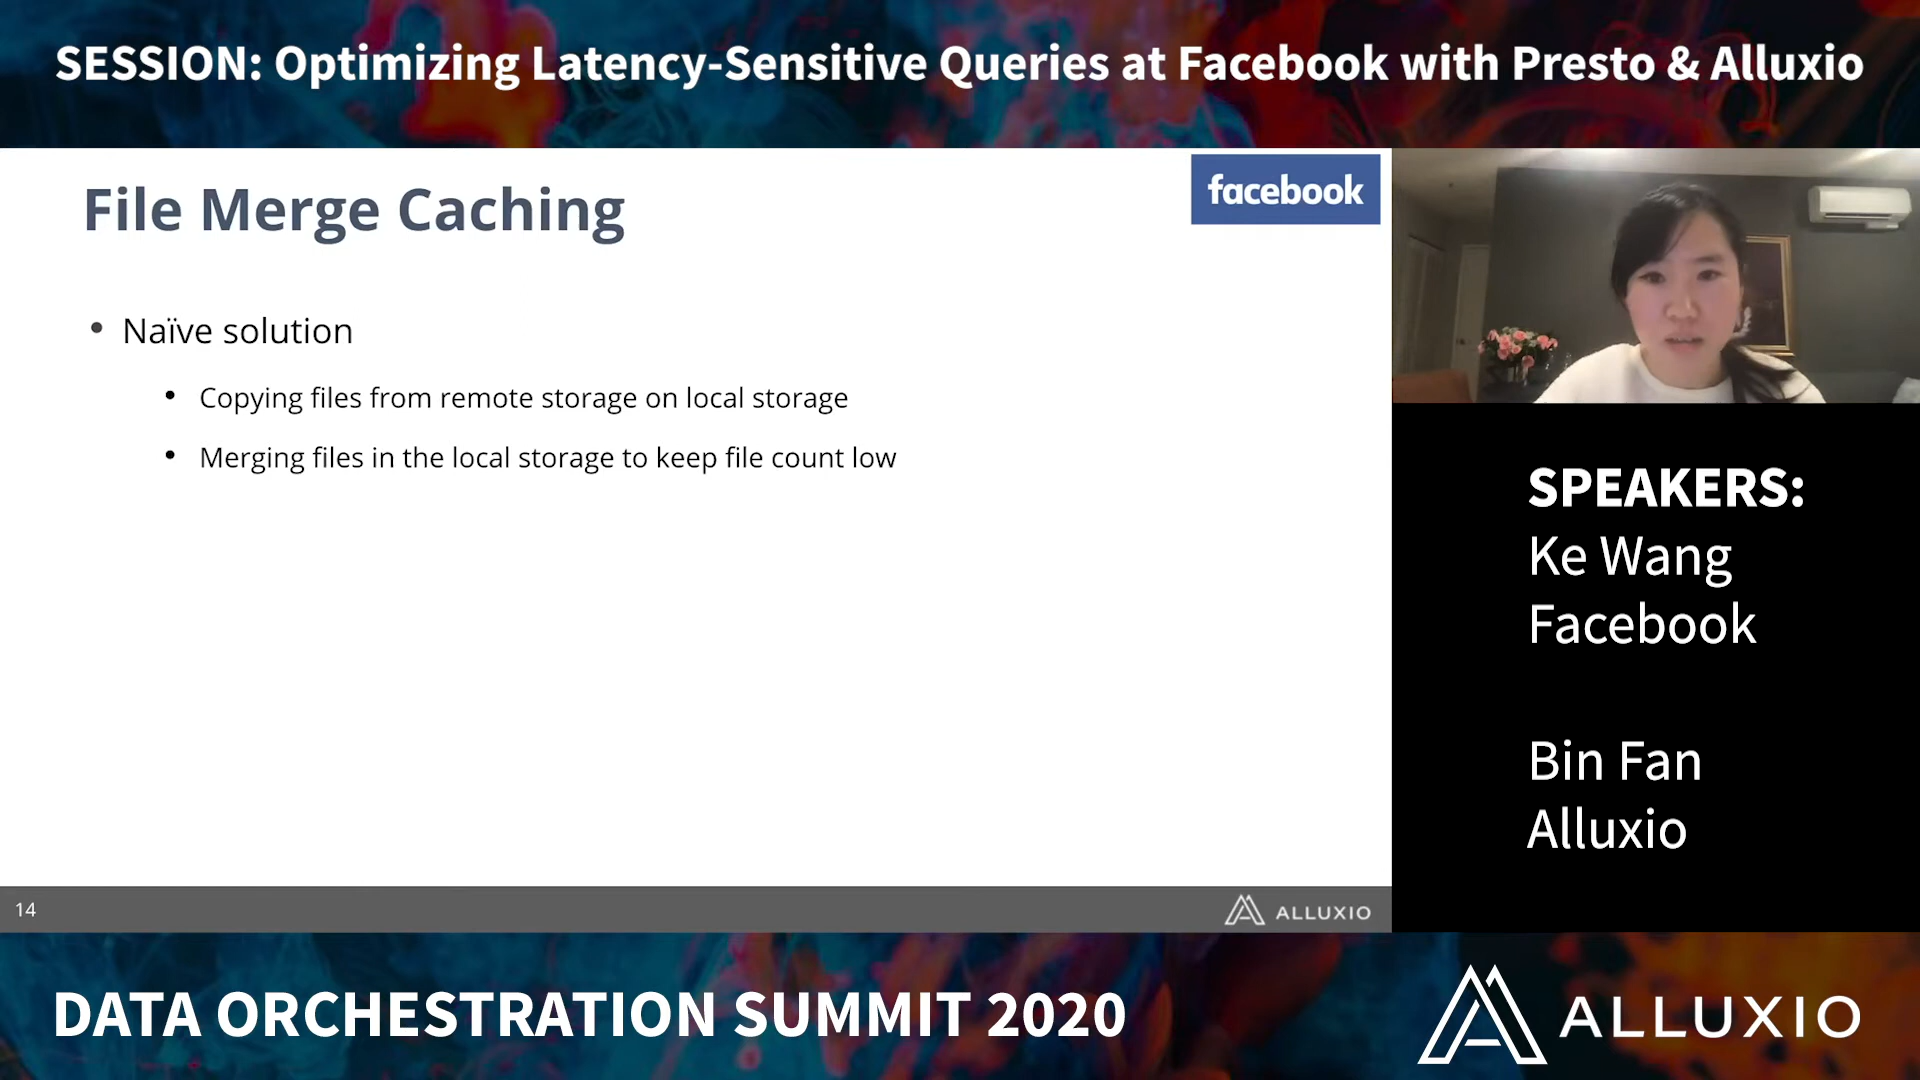 SESSION: Optimizing Latency-Sensitive Queries at Facebook with Presto & Alluxio
File Merge Caching
facebook
• Naïve solution
• Copying files from remote storage on local storage
• Merging files in the local storage to keep file count low
14
ALLUXIO
SPEAKERS:
Ke Wang
Facebook
Bin Fan
Alluxio
DATA ORCHESTRATION SUMMIT 2020
ALLUXIO